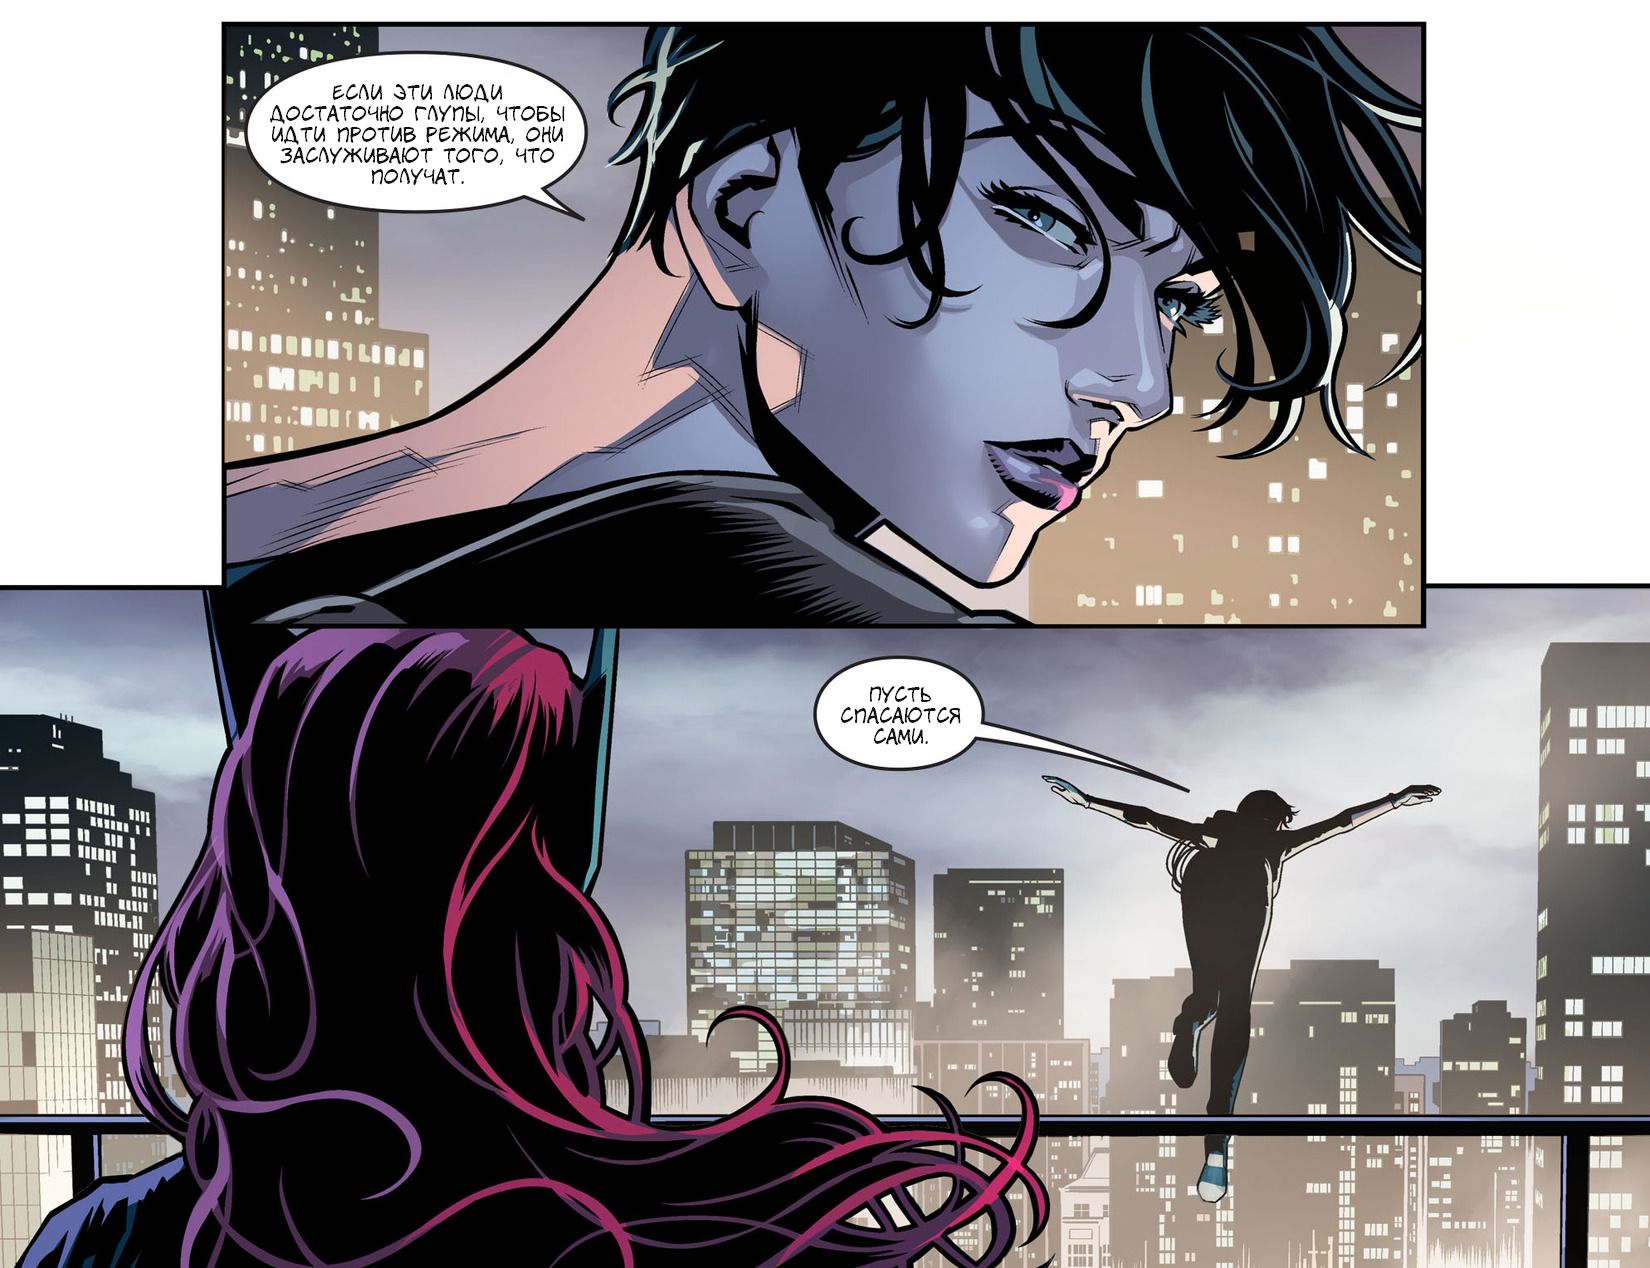 ЕСЛИ ЭТИ ЛЮДИ
ДОСТАТОЧНО ГЛУПЫ, ЧТОБЫ
ИДТИ ПРОТИВ РЕЖИМА, ОНИ
ЗАСЛУЖИВАЮТ ТОГО, ЧТО
ПОЛУЧАТ.
ПУСТЬ
СПАСАЮТСЯ
САМИ.